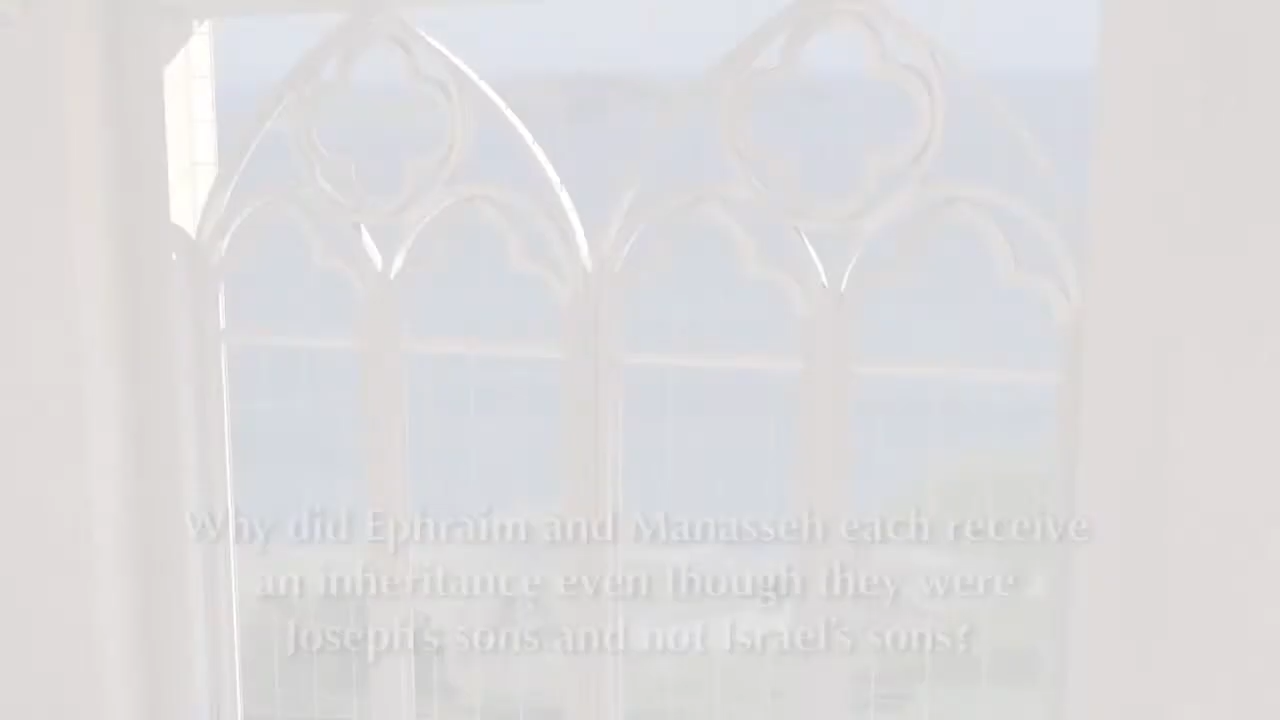 Why did Ephraim and Manasseh each receive
an inheritance even though they were
Joseph's sons and not Israel's sons?